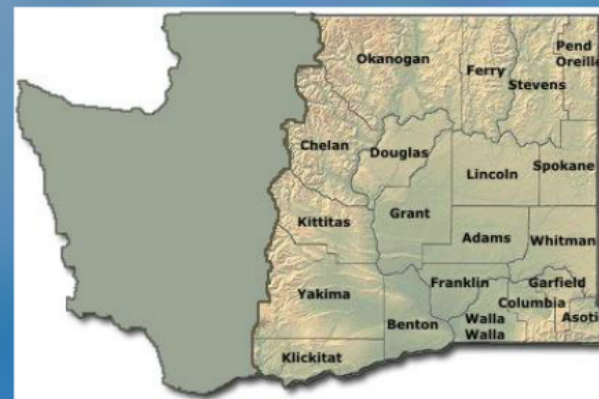 Okanogan
Pend
Oreille
Ferry
Stevens
Chelan
Douglas
Lincoln
Spokane
Kittitas
Grant
Adams
Whitman
Yakima
Franklin
Garfield
Columbia
Benton
Walla
Walla
Asoti
Klickitat